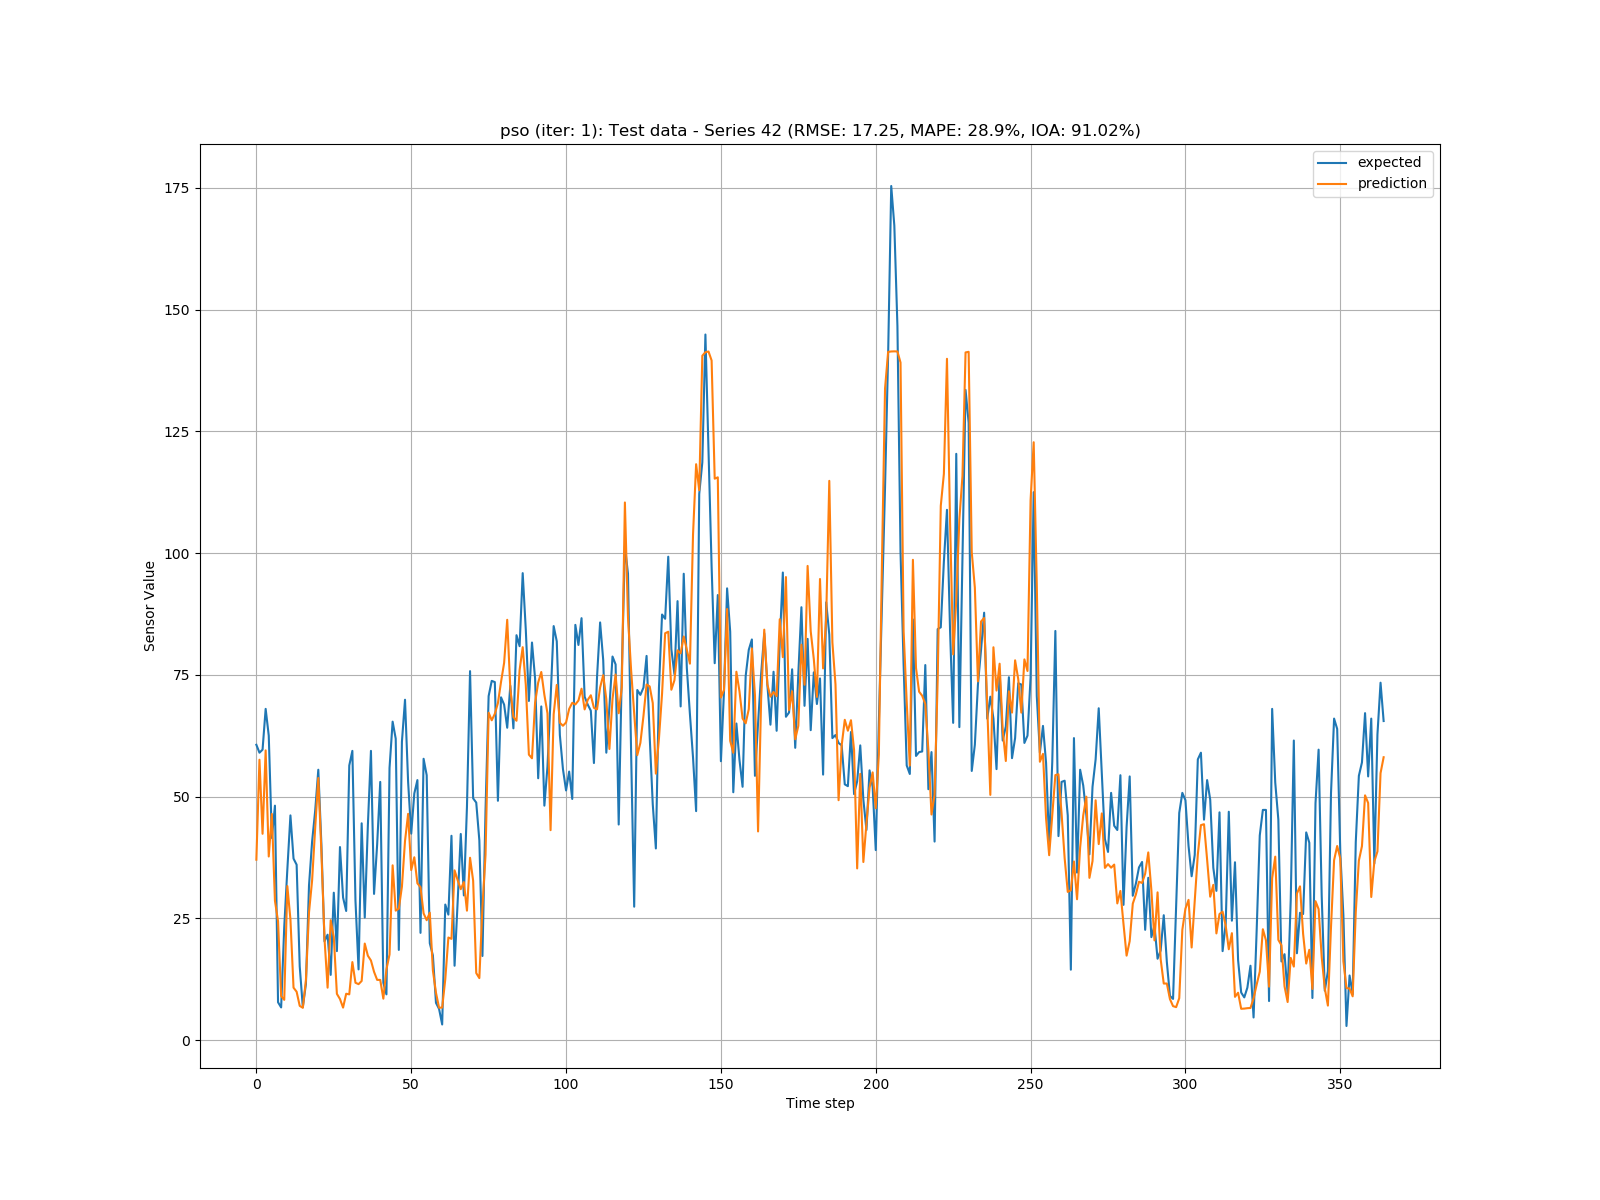 pso (iter: 1): Test data - Series 42 (RMSE: 17.25, MAPE: 28.9%, IOA: 91.02%)
expected
prediction
175
150
125
100
75
50
25
0
Sensor Value
0 50 100 150 200 250 300 350
Time step